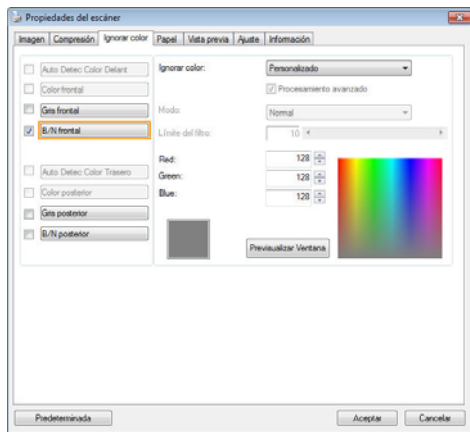 Propiedades del escáner
Imagen Compresión Ignorar color Papel Vista previa Ajuste Información
Auto Detec Color Delant
Color frontal
Gris frontal
B/N frontal
Auto Detec Color Trasero
Color posterior
Gris posterior
B/N posterior
Ignorar color: Personalizado
Procesamiento avanzado
Modo: Normal
Límite del filtro: 10
Red: 128
Green: 128
Blue: 128
Previsualizar Ventana
Predeterminada Aceptar Cancelar